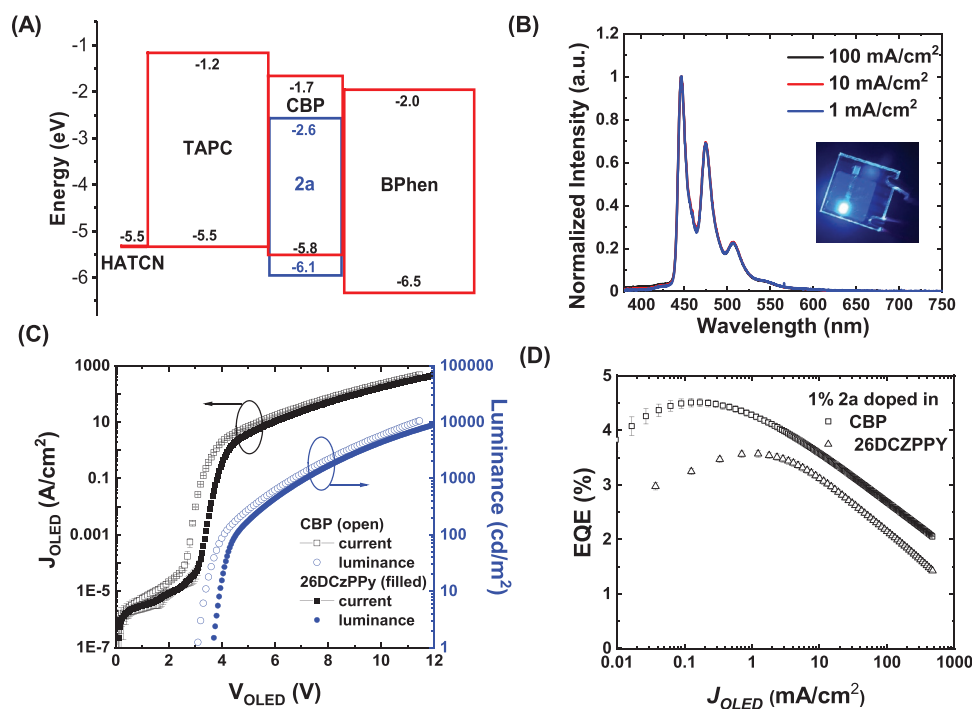 (A)
Energy (eV)
-1
-2
-3
-4
-5
-6
-1.2
TAPC
-5.5
-5.5
HATCN
-1.7
CBP
-2.6
2a
-5.8
-6.1
-2.0
BPhen
-6.5
(B)
Normalized Intensity (a.u.)
1.2
1
0.8
0.6
0.4
0.2
0
400 450 500 550 600 650 700 750
Wavelength (nm)
100 mA/cm²
10 mA/cm²
1 mA/cm²
(C)
J_OLED (A/cm²)
1000
10
0.1
0.001
1E-5
1E-7
0 2 4 6 8 10 12
V_OLED (V)
100000
10000
1000
100
10
1
Luminance (cd/m²)
CBP (open)
current
luminance
26DCzPPy (filled)
current
luminance
(D)
EQE (%)
5
4
3
2
1
0
0.01 0.1 1 10 100 1000
J_OLED (mA/cm²)
1% 2a doped in
CBP
26DCZPPY